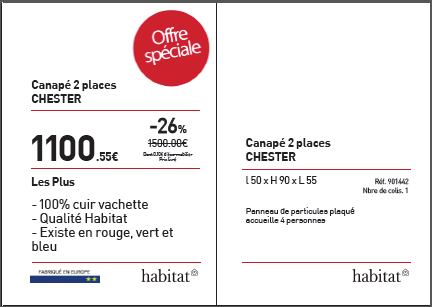 Offre
spéciale
Canapé 2 places
CHESTER
1100.55€
-26%
1500.00€
Les Plus
- 100% cuir vachette
- Qualité Habitat
- Existe en rouge, vert et
bleu
FABRIQUÉ EN EUROPE
habitat
Canapé 2 places
CHESTER
l 50 x H 90 x L 55
Réf. 901442
Nbre de colis. 1
Panneau de particules plaqué
accueille 4 personnes
habitat